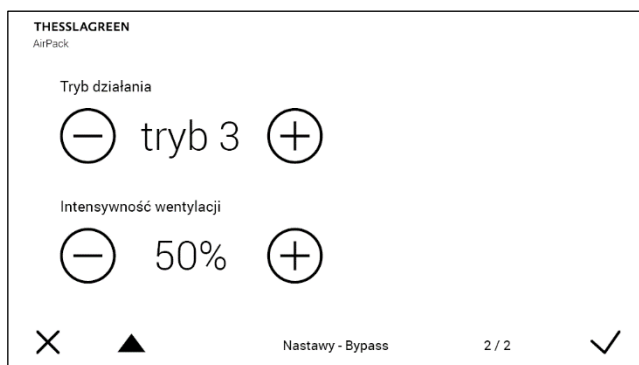 THESSLAGREEN
AirPack
Tryb działania
tryb 3
Intensywność wentylacji
50%
Nastawy - Bypass 2 / 2